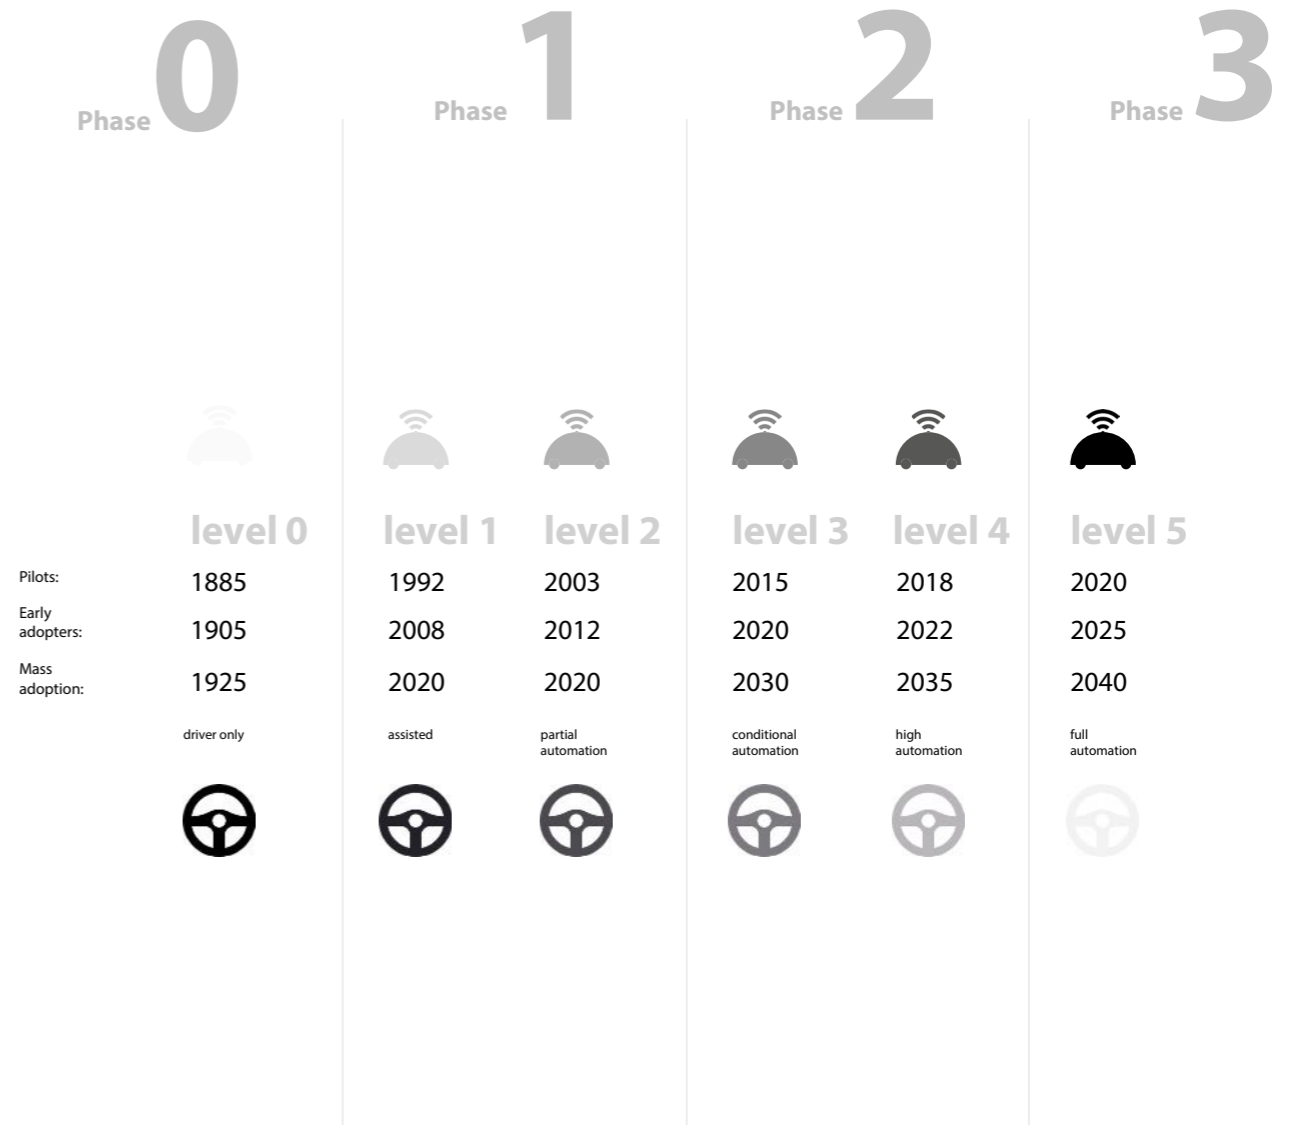 Phase 0
Phase 1
Phase 2
Phase 3
level 0 level 1 level 2 level 3 level 4 level 5
Pilots: 1885 1992 2003 2015 2018 2020
Early
adopters: 1905 2008 2012 2020 2022 2025
Mass
adoption: 1925 2020 2020 2030 2035 2040
driver only
assisted
partial
automation
conditional
automation
high
automation
full
automation